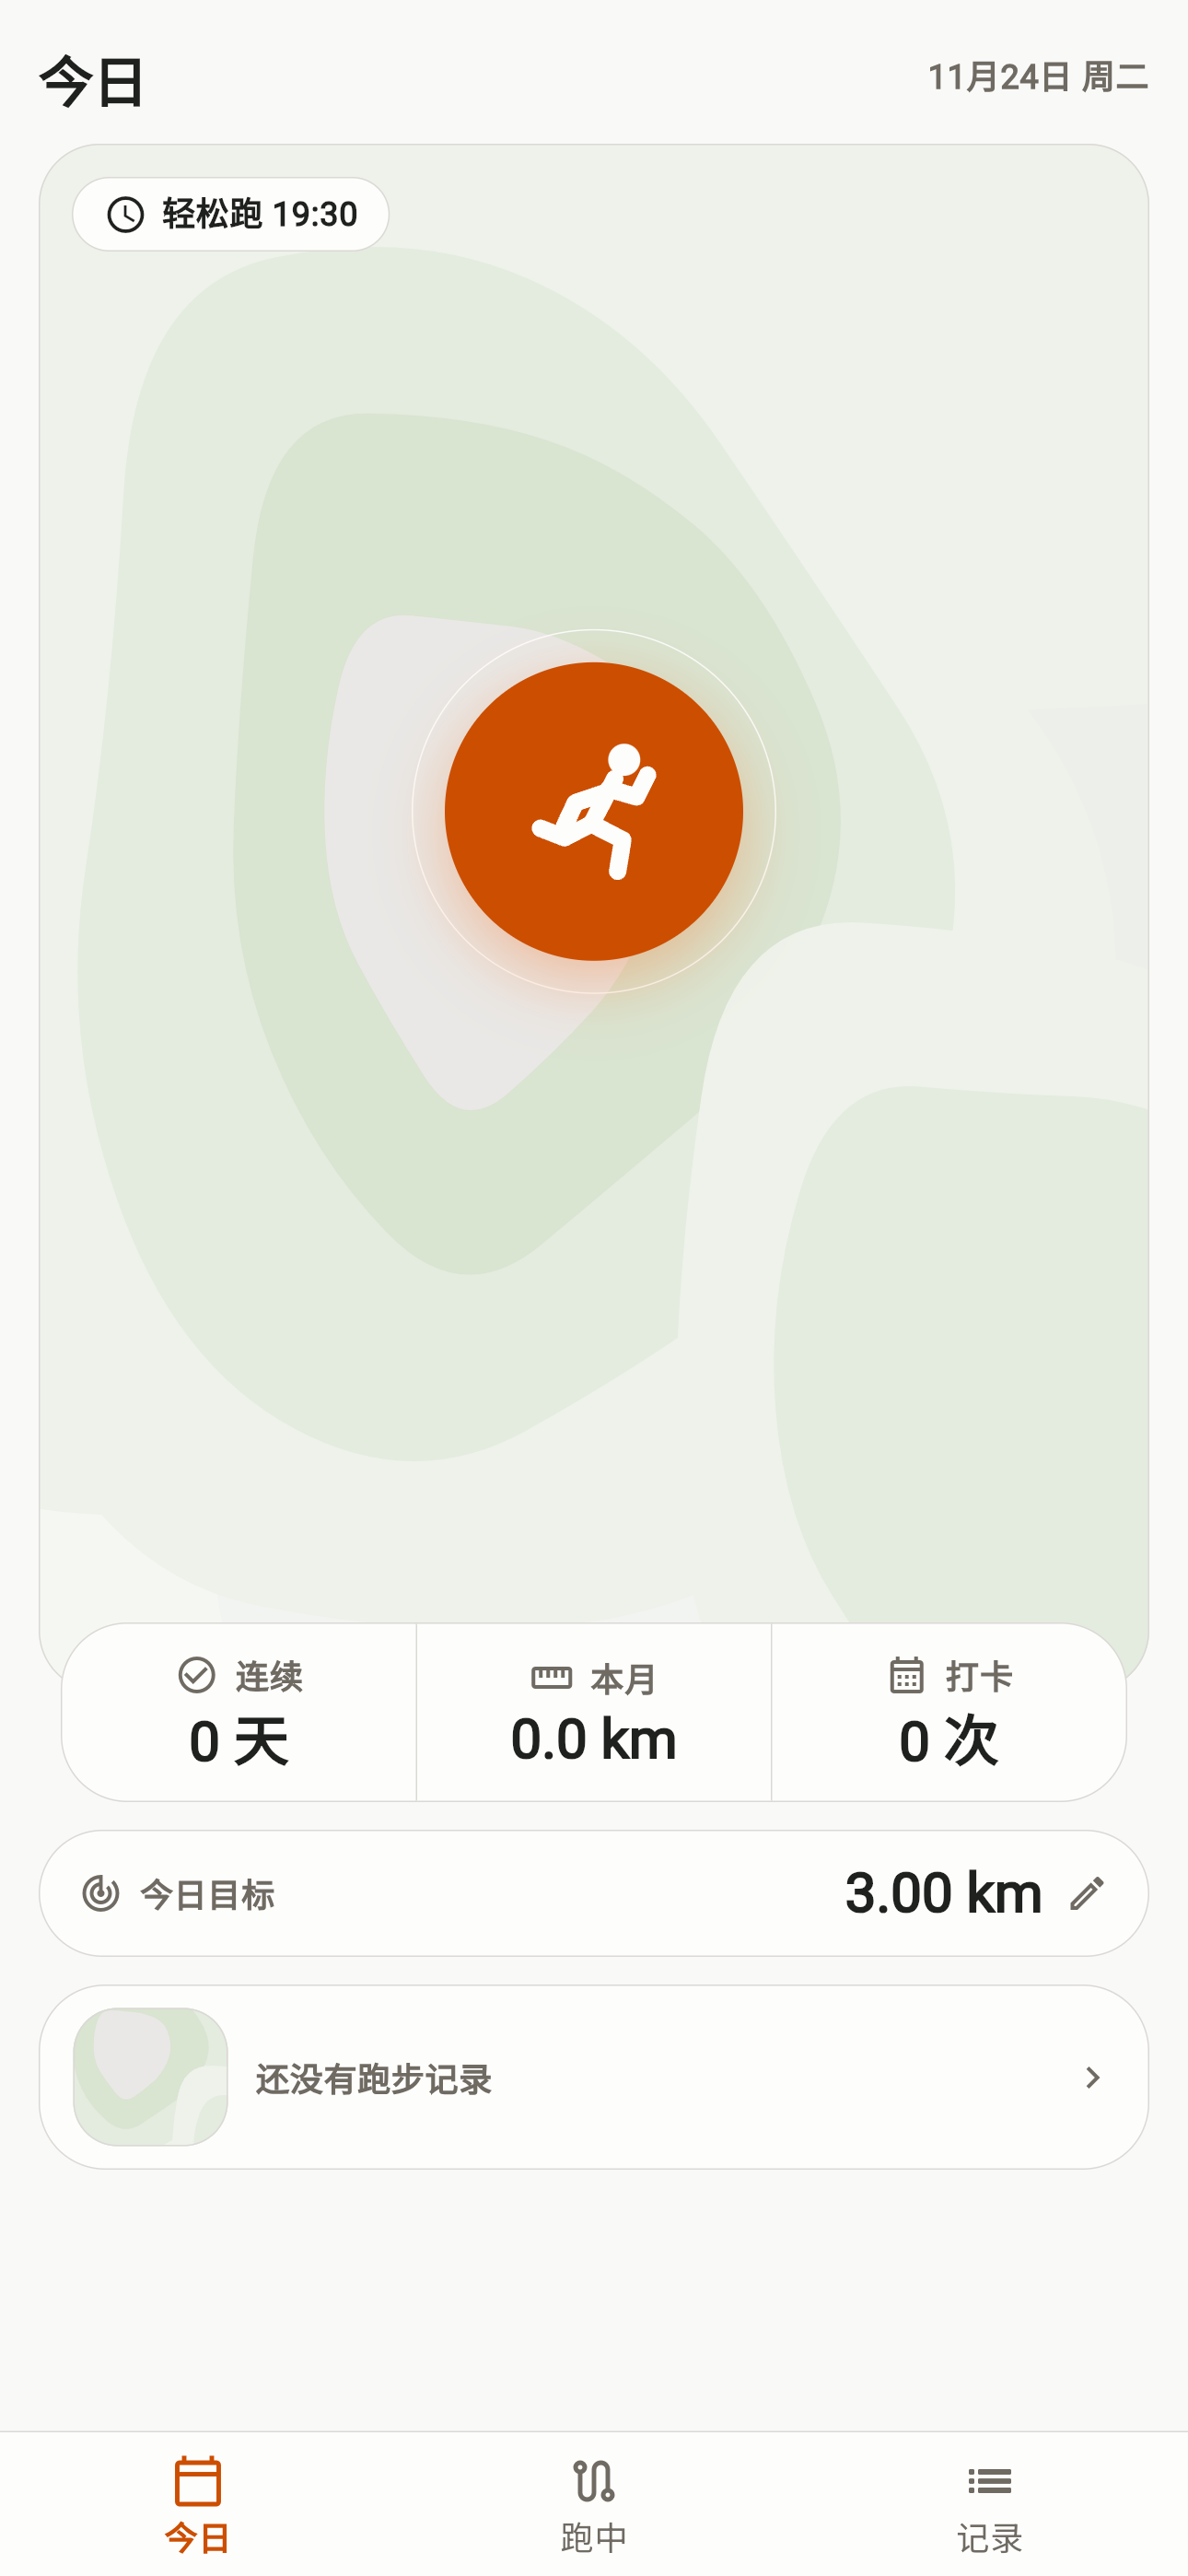 今日
11月24日 周二
轻松跑 19:30
连续
0 天
本月
0.0 km
打卡
0 次
今日目标
3.00 km
还没有跑步记录
今日
跑中
记录